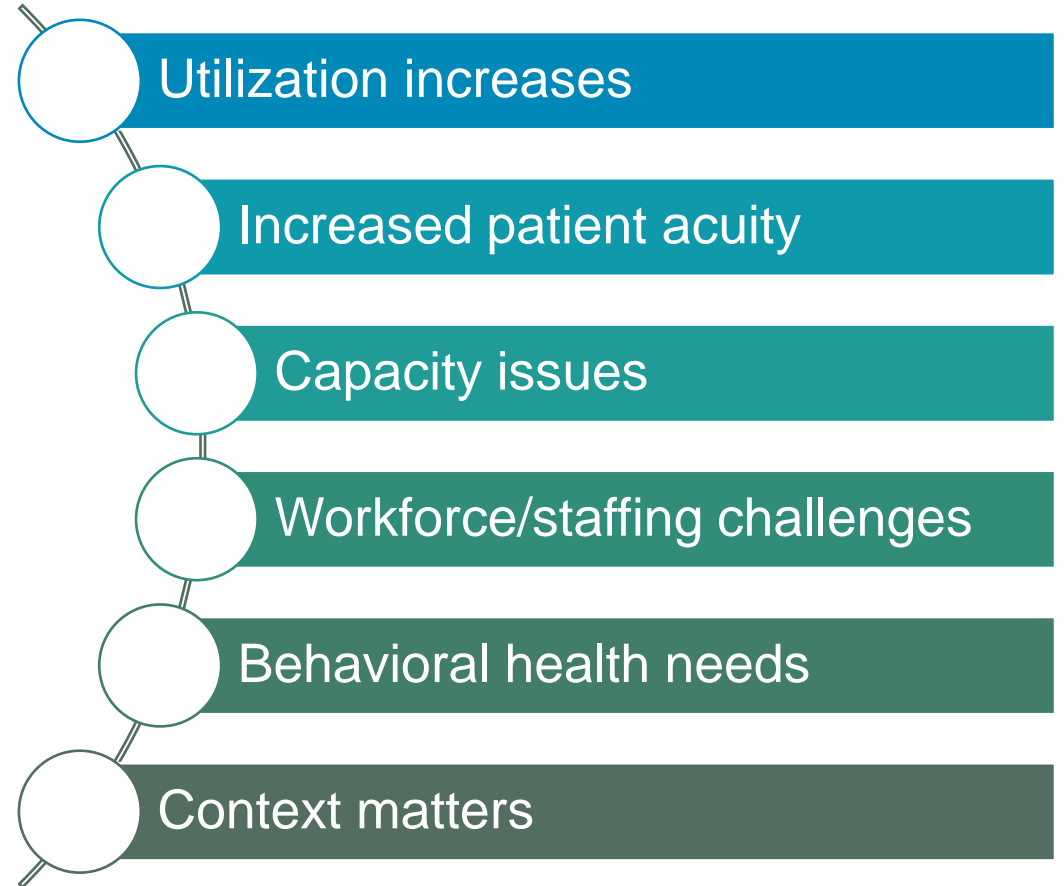 Utilization increases
Increased patient acuity
Capacity issues
Workforce/staffing challenges
Behavioral health needs
Context matters